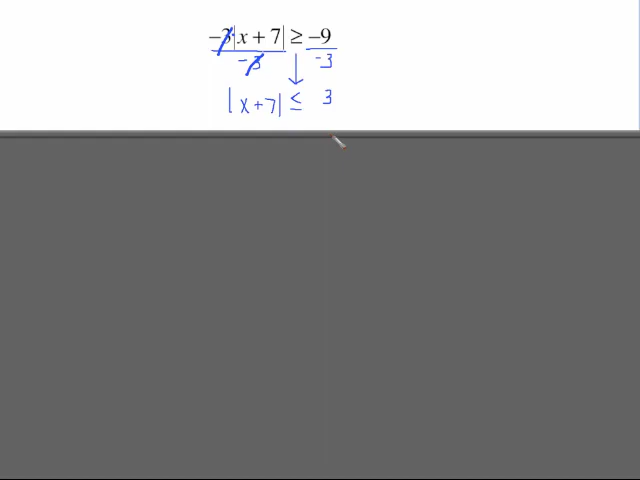 −3|x + 7| ≥ −9
−3 −3
|x+7| ≤ 3